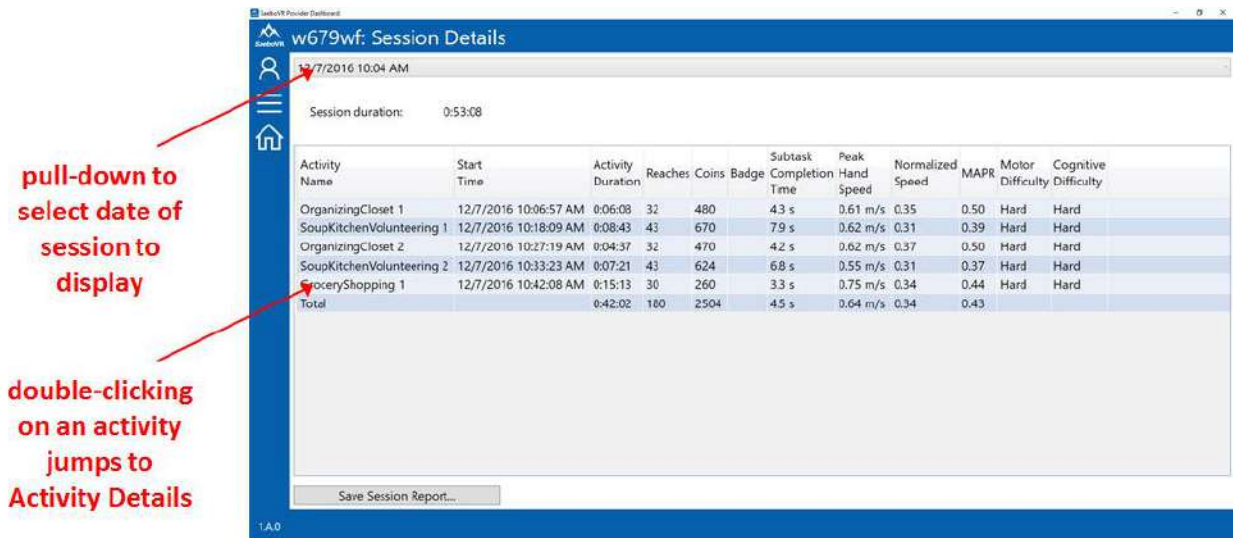 SaeboVR Provider Dashboard
SaeboVR
w679wf: Session Details
12/7/2016 10:04 AM
Session duration: 0:53:08
Activity Name Start Time Activity Duration Reaches Coins Badge Subtask Completion Time Peak Hand Speed Normalized Speed MAPR Motor Difficulty Cognitive Difficulty
OrganizingCloset 1 12/7/2016 10:06:57 AM 0:06:08 32 480 4.3 s 0.61 m/s 0.35 0.50 Hard Hard
SoupKitchenVolunteering 1 12/7/2016 10:18:09 AM 0:08:43 43 670 7.9 s 0.62 m/s 0.31 0.39 Hard Hard
OrganizingCloset 2 12/7/2016 10:27:19 AM 0:04:37 32 470 4.2 s 0.62 m/s 0.37 0.50 Hard Hard
SoupKitchenVolunteering 2 12/7/2016 10:33:23 AM 0:07:21 43 624 6.8 s 0.55 m/s 0.31 0.37 Hard Hard
GroceryShopping 1 12/7/2016 10:42:08 AM 0:15:13 30 260 3.3 s 0.75 m/s 0.34 0.44 Hard Hard
Total 0:42:02 180 2504 4.5 s 0.64 m/s 0.34 0.43
Save Session Report...
1.A.0
pull-down to
select date of
session to
display
double-clicking
on an activity
jumps to
Activity Details